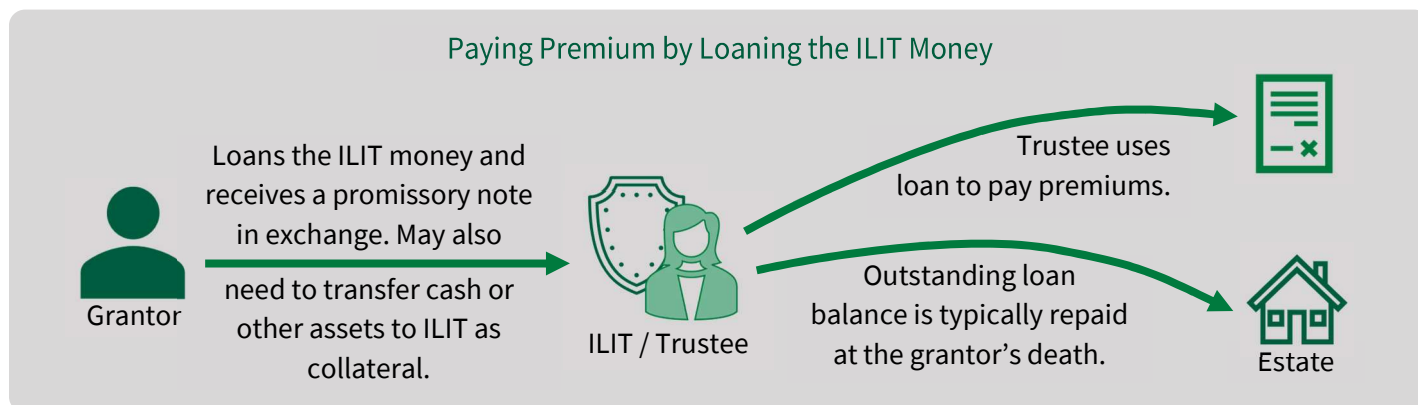 Paying Premium by Loaning the ILIT Money
Loans the ILIT money and
receives a promissory note
in exchange. May also
need to transfer cash or
other assets to ILIT as
collateral.
Grantor
ILIT / Trustee
Trustee uses
loan to pay premiums.
Outstanding loan
balance is typically repaid
at the grantor’s death.
Estate